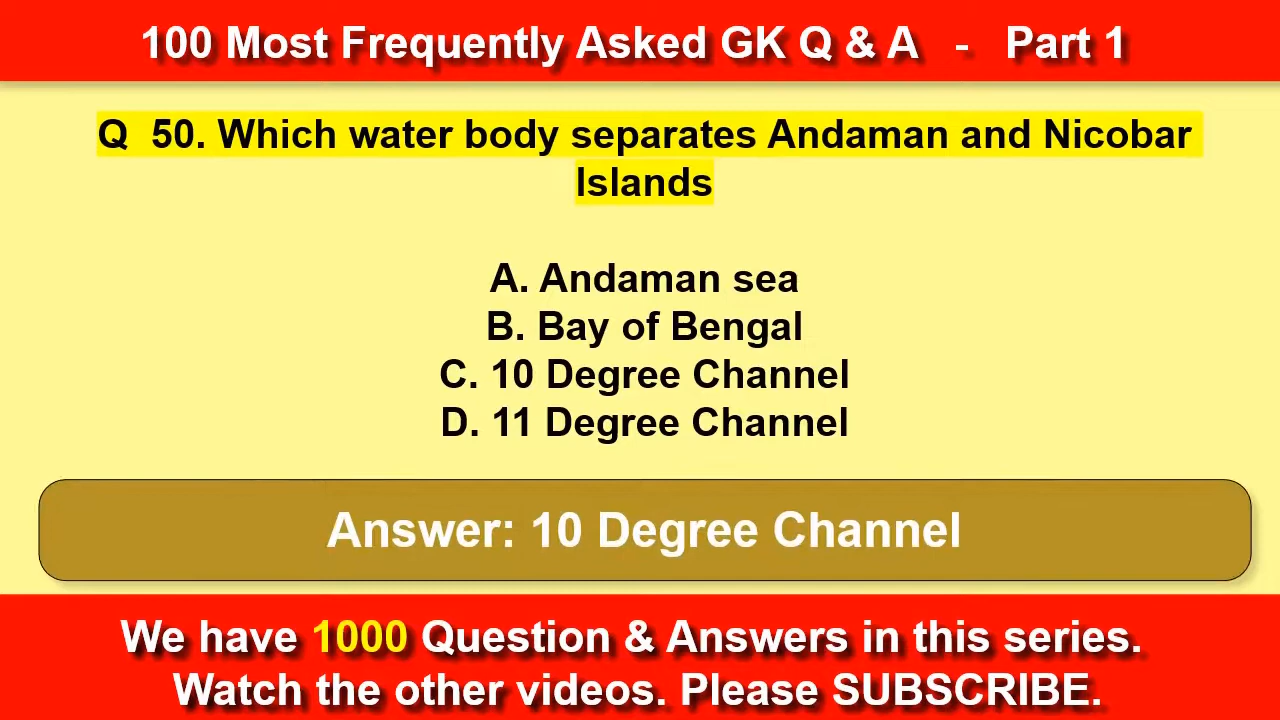 100 Most Frequently Asked GK Q & A - Part 1
Q 50. Which water body separates Andaman and Nicobar
Islands
A. Andaman sea
B. Bay of Bengal
C. 10 Degree Channel
D. 11 Degree Channel
Answer: 10 Degree Channel
We have 1000 Question & Answers in this series.
Watch the other videos. Please SUBSCRIBE.